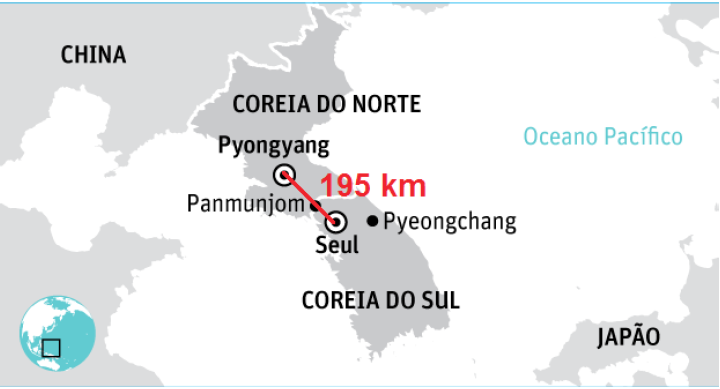 CHINA
COREIA DO NORTE
Oceano Pacífico
Pyongyang
195 km
Panmunjom
Pyeongchang
Seul
COREIA DO SUL
JAPÃO